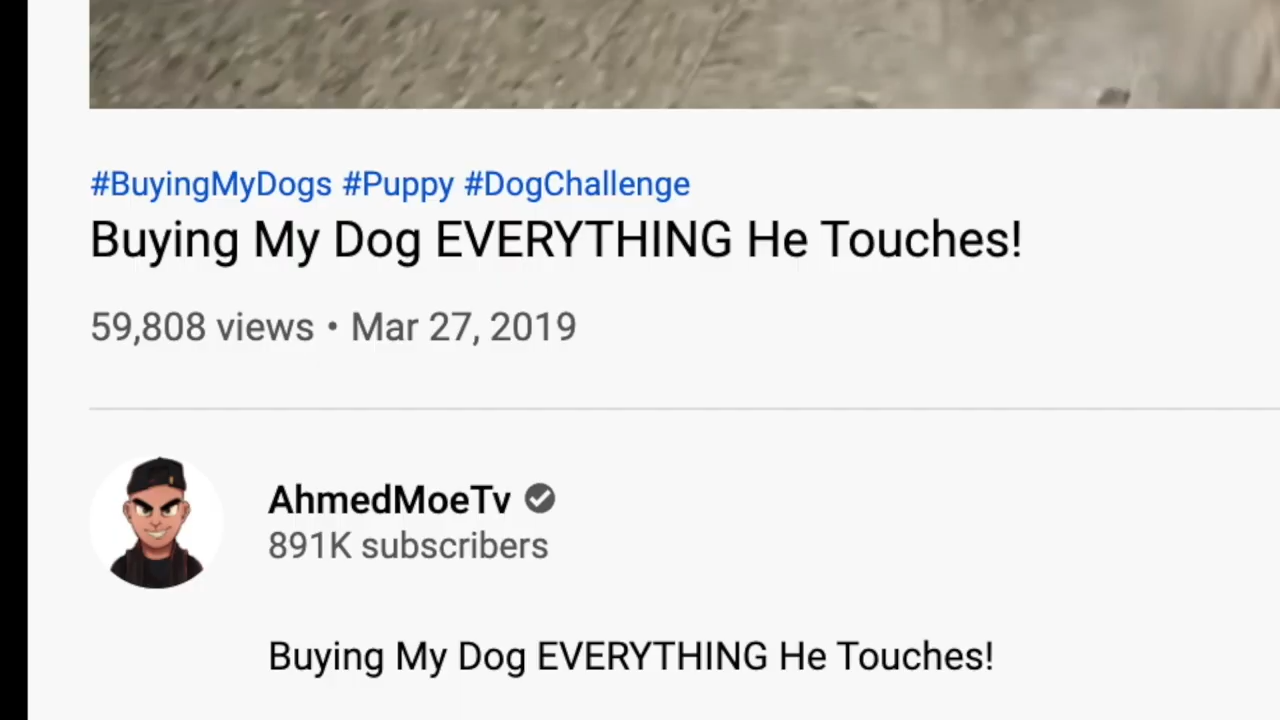 #BuyingMyDogs #Puppy #DogChallenge
Buying My Dog EVERYTHING He Touches!
59,808 views • Mar 27, 2019
AhmedMoeTv
891K subscribers
Buying My Dog EVERYTHING He Touches!